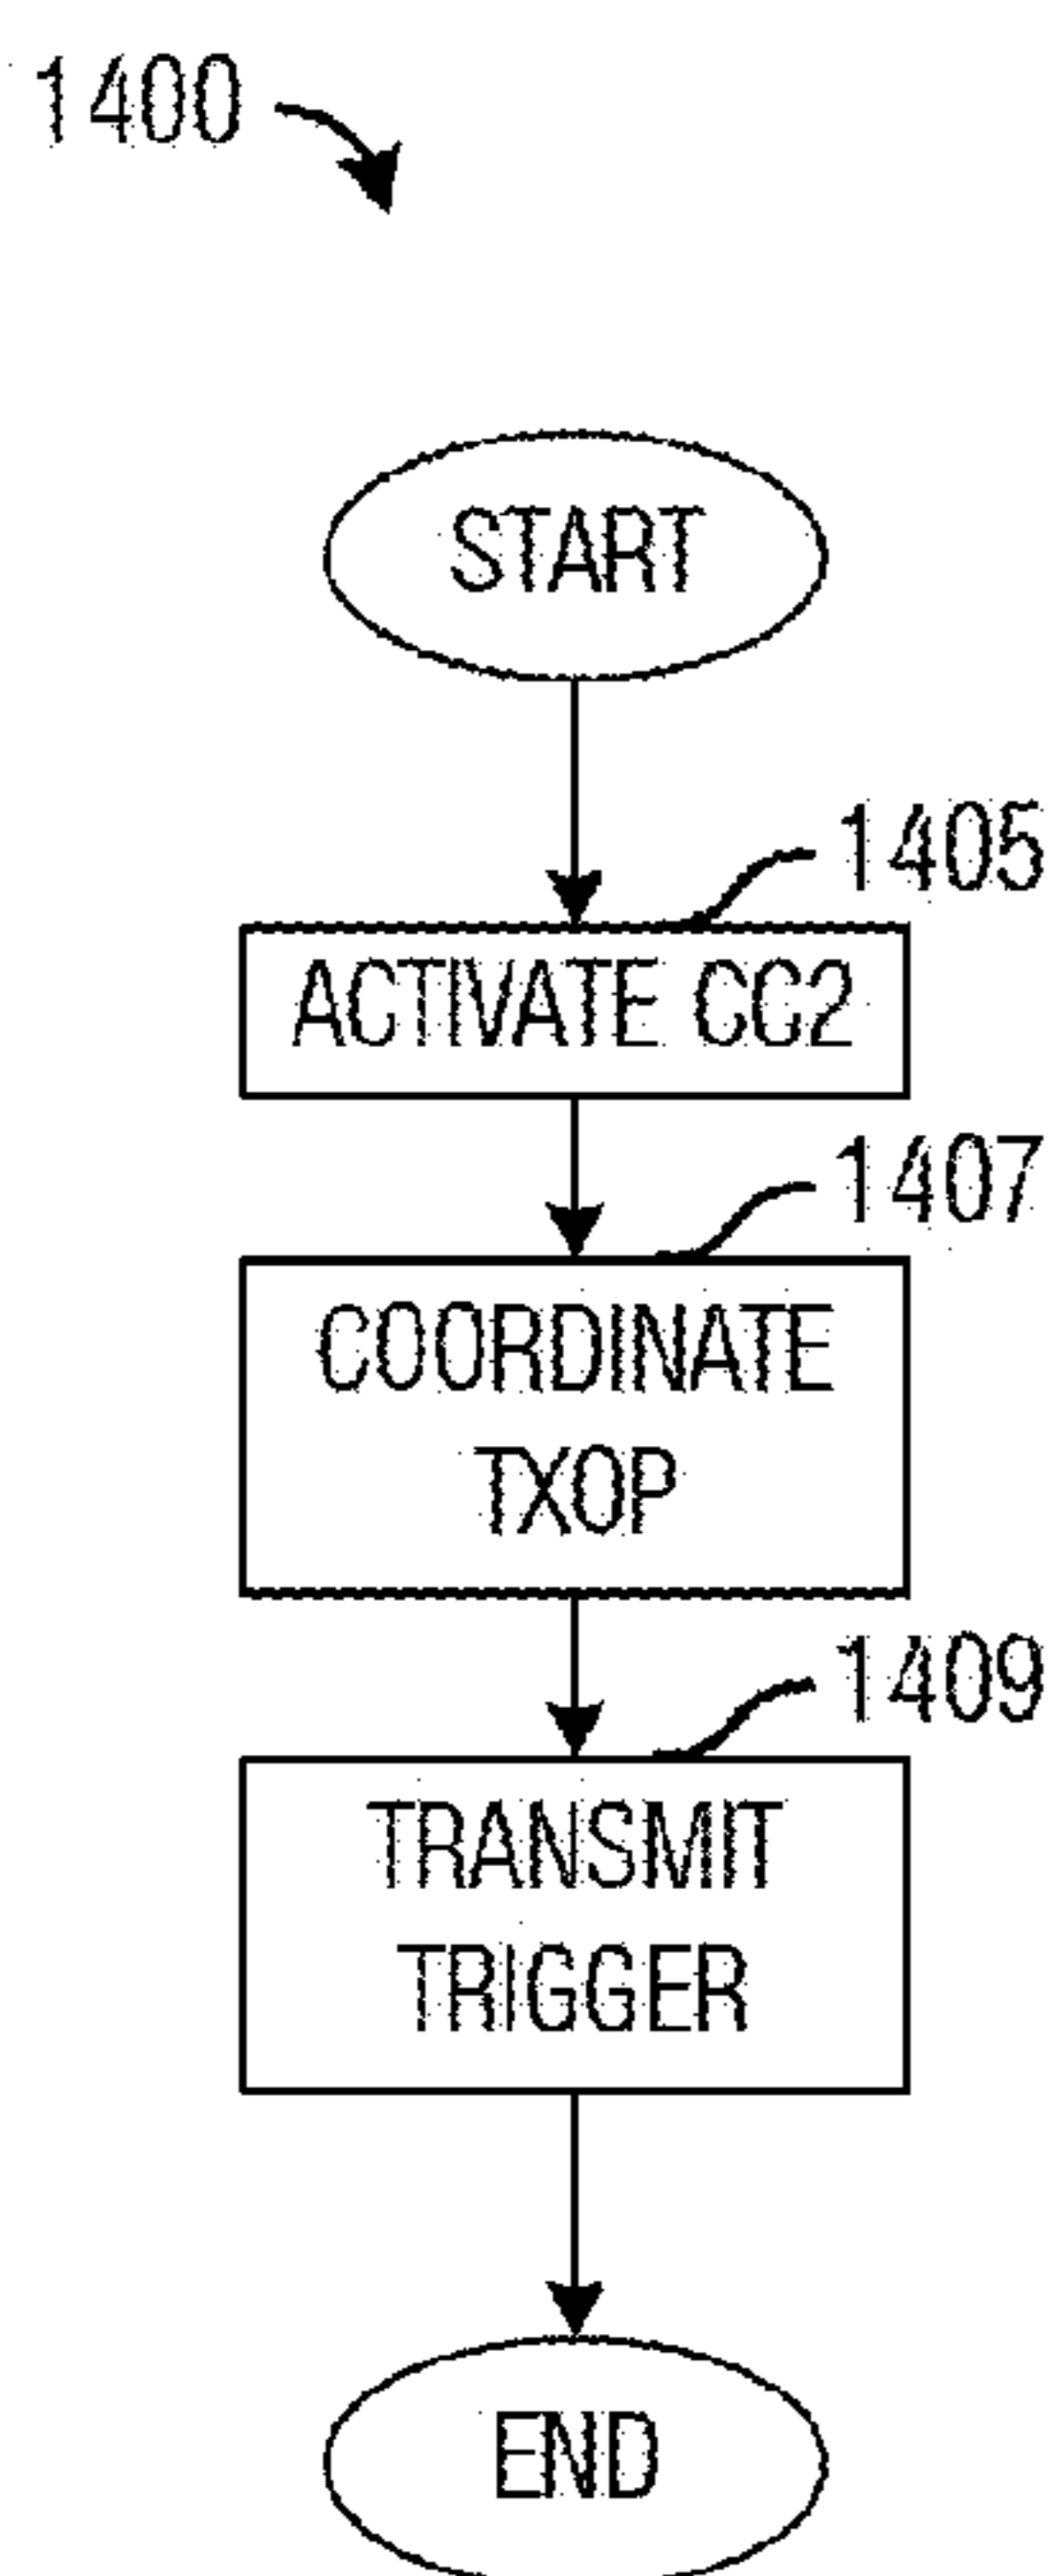 1400
START
1405
ACTIVATE CC2
1407
COORDINATE
TXOP
1409
TRANSMIT
TRIGGER
END